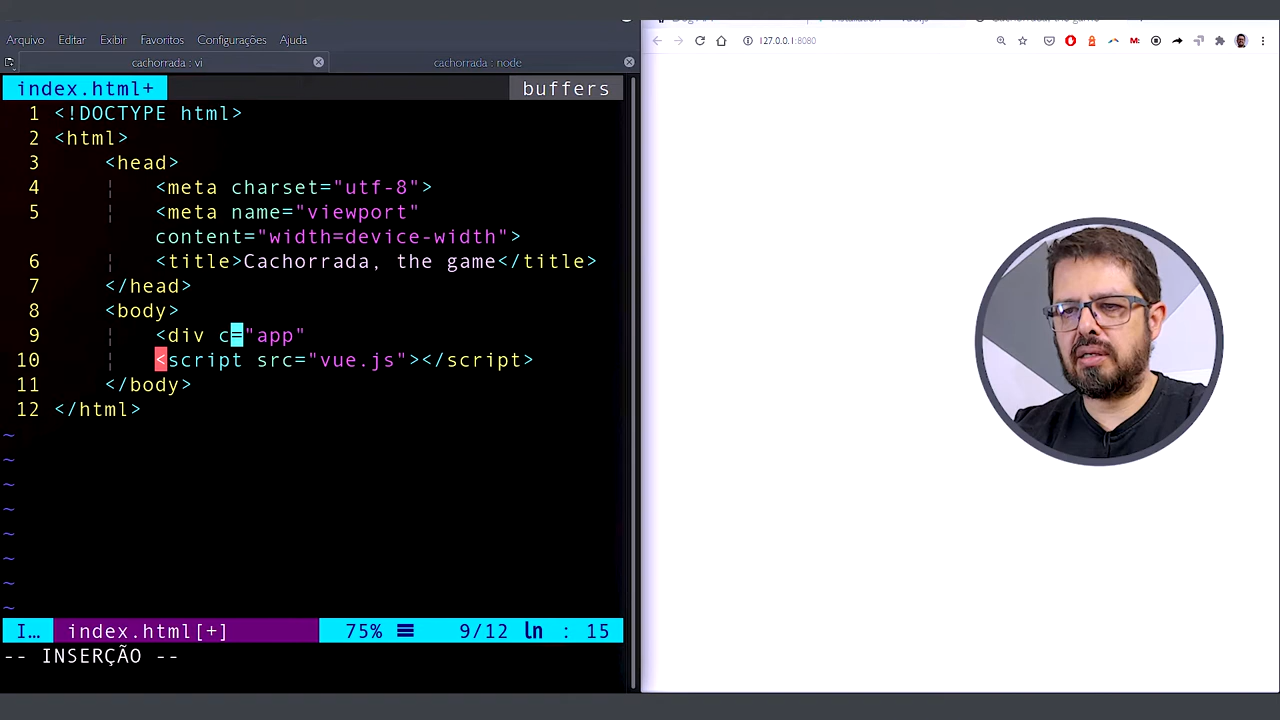 Arquivo Editar Exibir Favoritos Configurações Ajuda
cachorrada : vi
cachorrada : node
127.0.0.1:8080
index.html+
buffers
1 <!DOCTYPE html>
2 <html>
3 <head>
4 <meta charset="utf-8">
5 <meta name="viewport"
content="width=device-width">
6 <title>Cachorrada, the game</title>
7 </head>
8 <body>
9 <div c="app"
10 <script src="vue.js"></script>
11 </body>
12 </html>
~
~
~
~
~
~
~
~
I… index.html[+] 75% 9/12 ln : 15
-- INSERÇÃO --